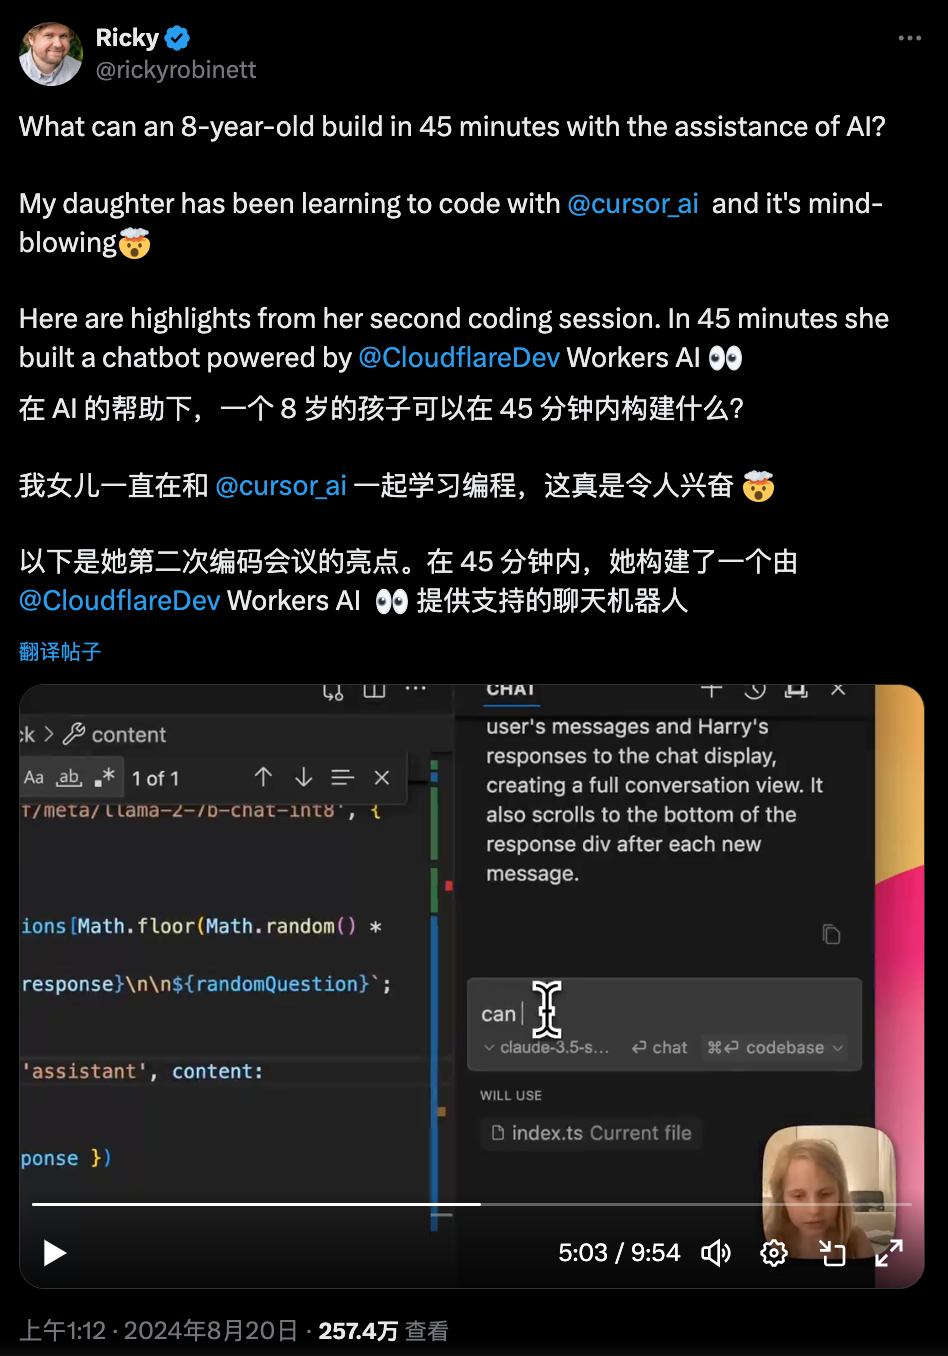 Ricky
@rickyrobinett
What can an 8-year-old build in 45 minutes with the assistance of AI?
My daughter has been learning to code with @cursor_ai and it's mind-
blowing🤯
Here are highlights from her second coding session. In 45 minutes she
built a chatbot powered by @CloudflareDev Workers AI 👀
在 AI 的帮助下，一个 8 岁的孩子可以在 45 分钟内构建什么？
我女儿一直在和 @cursor_ai 一起学习编程，这真是令人兴奋 🤯
以下是她第二次编码会议的亮点。在 45 分钟内，她构建了一个由
@CloudflareDev Workers AI 👀 提供支持的聊天机器人
翻译帖子
ck > content
Aa ab 1 of 1
f/meta/llama-2-7b-chat-int8', {
ions[Math.floor(Math.random() *
response}\n\n${randomQuestion}`;
'assistant', content:
ponse })
CHAT
user's messages and Harry's
responses to the chat display,
creating a full conversation view. It
also scrolls to the bottom of the
response div after each new
message.
can
claude-3.5-s... chat ⌘ codebase
WILL USE
index.ts Current file
5:03 / 9:54
上午1:12 · 2024年8月20日 · 257.4万 查看